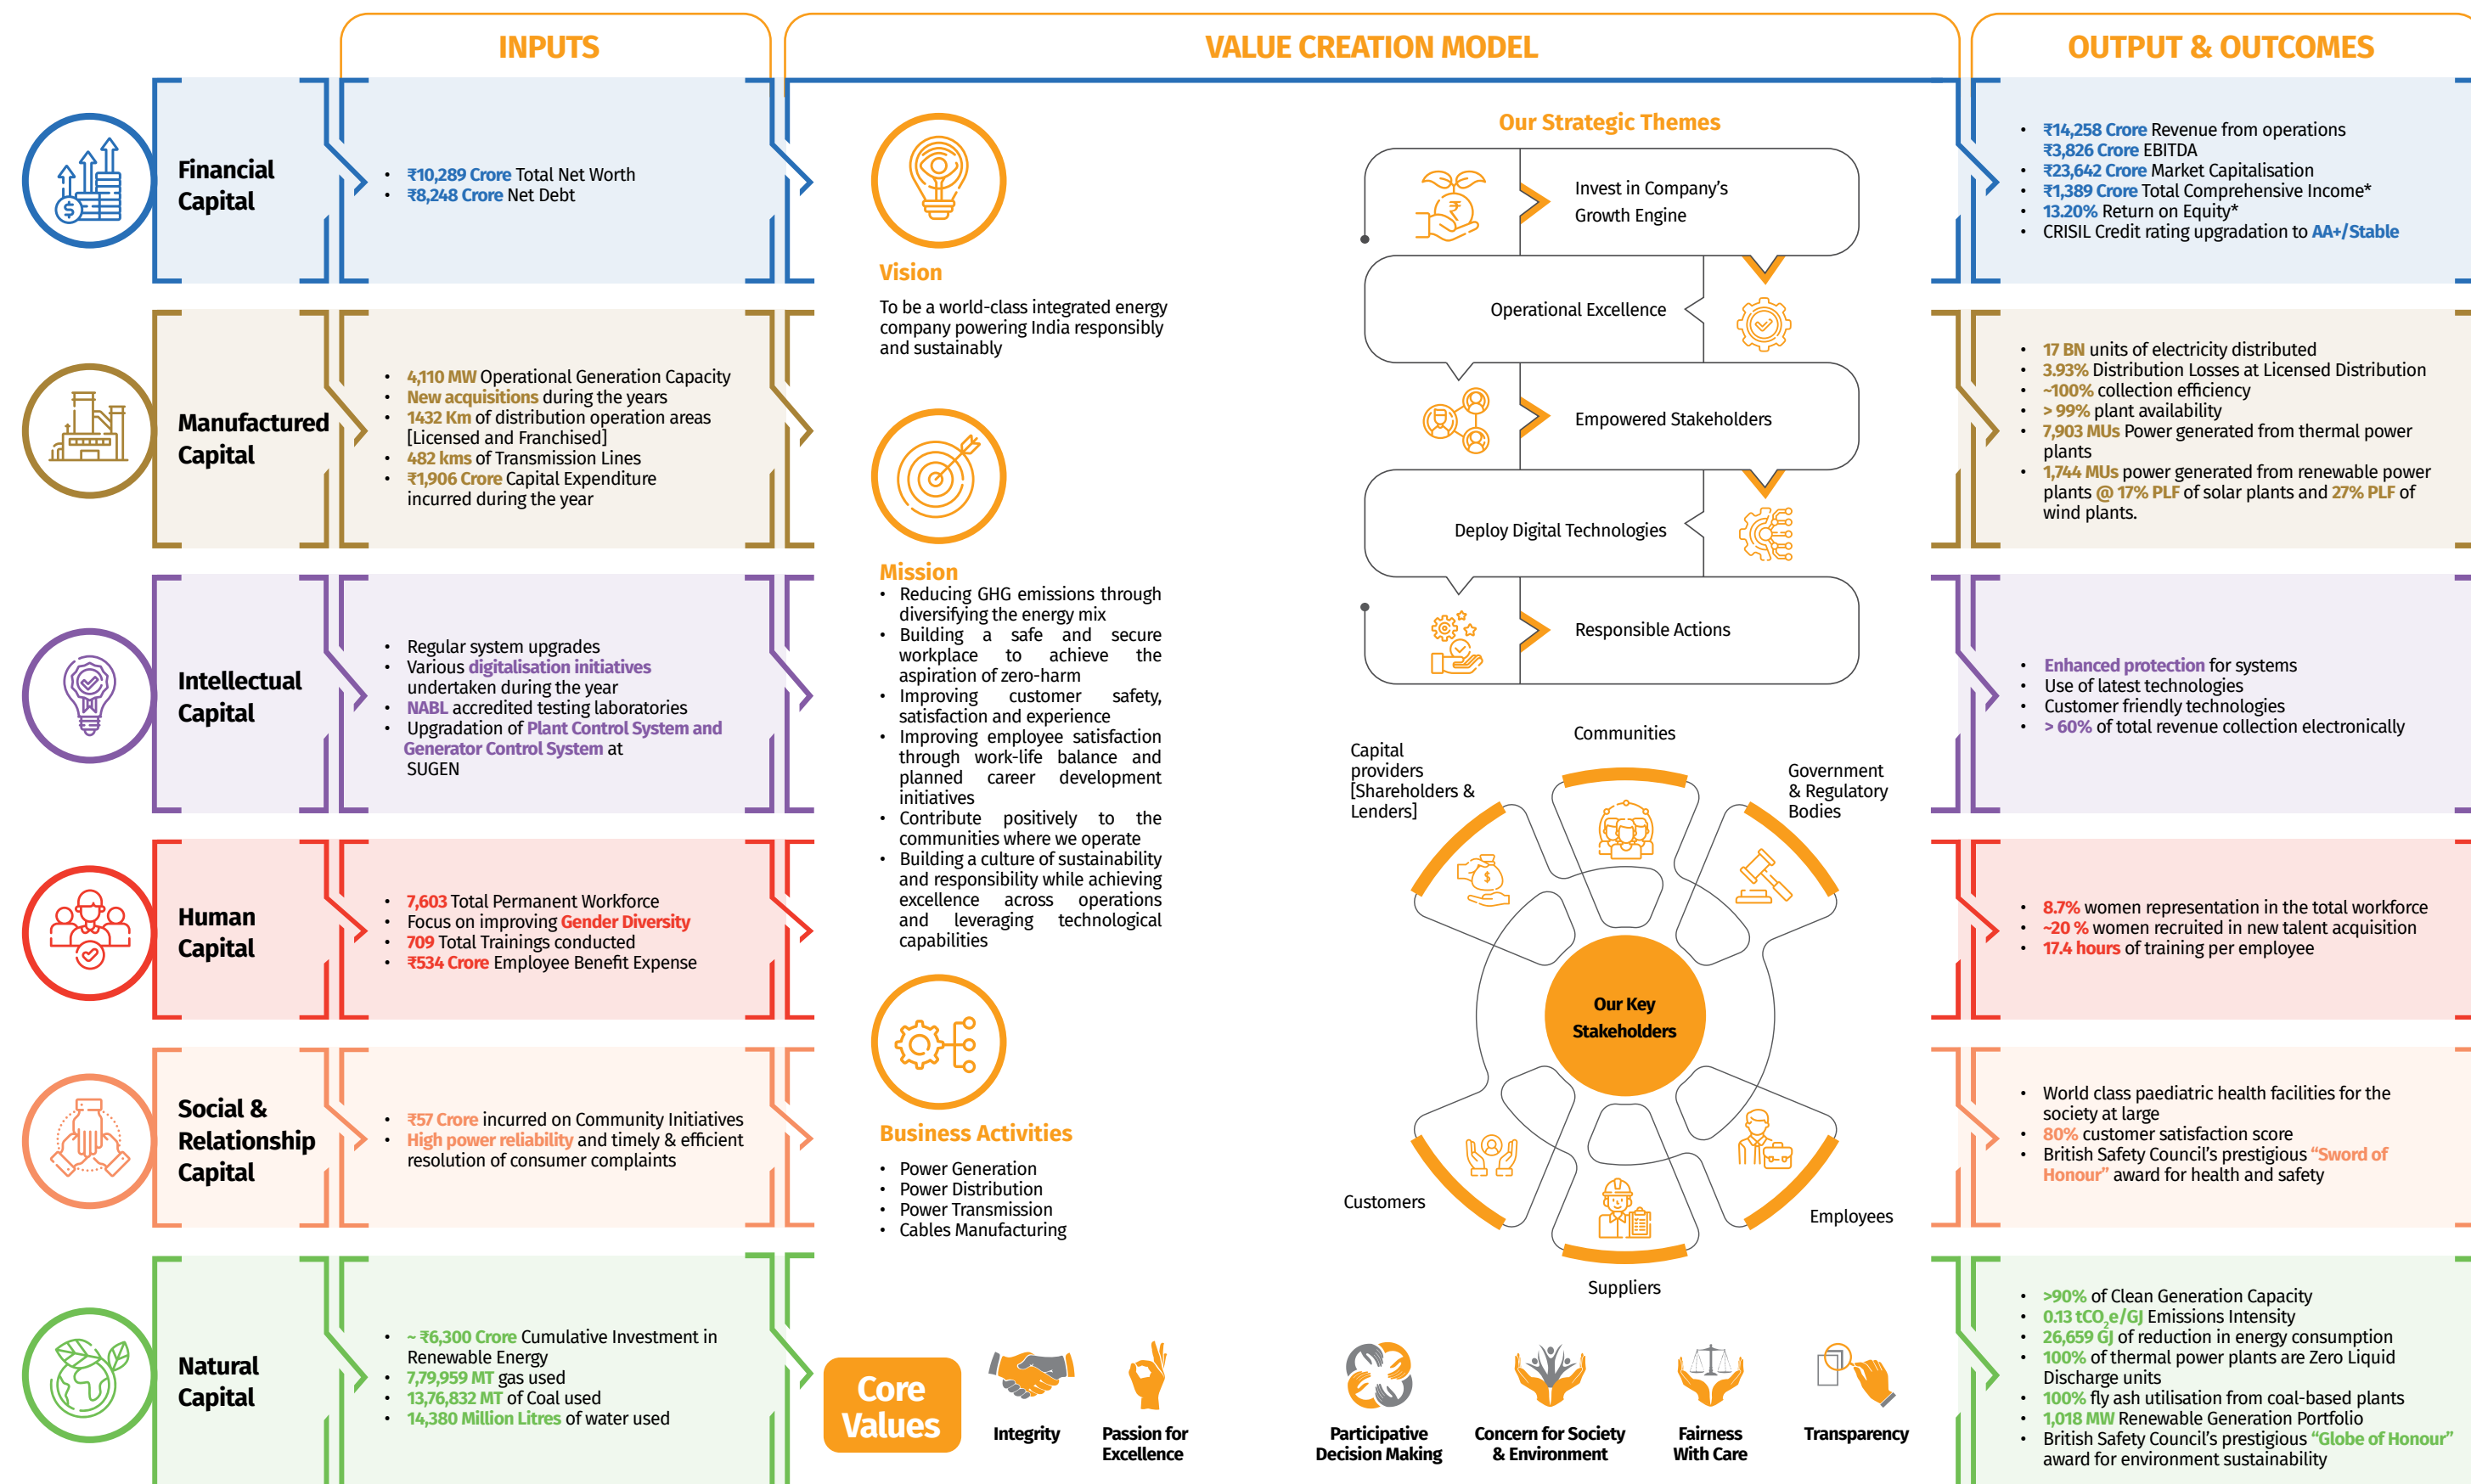 INPUTS
VALUE CREATION MODEL
OUTPUT & OUTCOMES
Financial
Capital
• ₹10,289 Crore Total Net Worth
• ₹8,248 Crore Net Debt
Manufactured
Capital
• 4,110 MW Operational Generation Capacity
• New acquisitions during the years
• 1432 Km of distribution operation areas
[Licensed and Franchised]
• 482 kms of Transmission Lines
• ₹1,906 Crore Capital Expenditure
incurred during the year
Intellectual
Capital
• Regular system upgrades
• Various digitalisation initiatives
undertaken during the year
• NABL accredited testing laboratories
• Upgradation of Plant Control System and
Generator Control System at
SUGEN
Human
Capital
• 7,603 Total Permanent Workforce
• Focus on improving Gender Diversity
• 709 Total Trainings conducted
• ₹534 Crore Employee Benefit Expense
Social &
Relationship
Capital
• ₹57 Crore incurred on Community Initiatives
• High power reliability and timely & efficient
resolution of consumer complaints
Natural
Capital
• ~ ₹6,300 Crore Cumulative Investment in
Renewable Energy
• 7,79,959 MT gas used
• 13,76,832 MT of Coal used
• 14,380 Million Litres of water used
Vision
To be a world-class integrated energy
company powering India responsibly
and sustainably
Mission
• Reducing GHG emissions through
diversifying the energy mix
• Building a safe and secure
workplace to achieve the
aspiration of zero-harm
• Improving customer safety,
satisfaction and experience
• Improving employee satisfaction
through work-life balance and
planned career development
initiatives
• Contribute positively to the
communities where we operate
• Building a culture of sustainability
and responsibility while achieving
excellence across operations
and leveraging technological
capabilities
Business Activities
• Power Generation
• Power Distribution
• Power Transmission
• Cables Manufacturing
Our Strategic Themes
Invest in Company's
Growth Engine
Operational Excellence
Empowered Stakeholders
Deploy Digital Technologies
Responsible Actions
Communities
Capital
providers
[Shareholders &
Lenders]
Government
& Regulatory
Bodies
Our Key
Stakeholders
Customers
Employees
Suppliers
Core
Values
Integrity
Passion for
Excellence
Participative
Decision Making
Concern for Society
& Environment
Fairness
With Care
Transparency
• ₹14,258 Crore Revenue from operations
₹3,826 Crore EBITDA
• ₹23,642 Crore Market Capitalisation
• ₹1,389 Crore Total Comprehensive Income*
• 13.20% Return on Equity*
• CRISIL Credit rating upgradation to AA+/Stable
• 17 BN units of electricity distributed
• 3.93% Distribution Losses at Licensed Distribution
• ~100% collection efficiency
• > 99% plant availability
• 7,903 MUs Power generated from thermal power
plants
• 1,744 MUs power generated from renewable power
plants @ 17% PLF of solar plants and 27% PLF of
wind plants.
• Enhanced protection for systems
• Use of latest technologies
• Customer friendly technologies
• > 60% of total revenue collection electronically
• 8.7% women representation in the total workforce
• ~20 % women recruited in new talent acquisition
• 17.4 hours of training per employee
• World class paediatric health facilities for the
society at large
• 80% customer satisfaction score
• British Safety Council's prestigious “Sword of
Honour” award for health and safety
• >90% of Clean Generation Capacity
• 0.13 tCO₂e/GJ Emissions Intensity
• 26,659 GJ of reduction in energy consumption
• 100% of thermal power plants are Zero Liquid
Discharge units
• 100% fly ash utilisation from coal-based plants
• 1,018 MW Renewable Generation Portfolio
• British Safety Council's prestigious “Globe of Honour”
award for environment sustainability